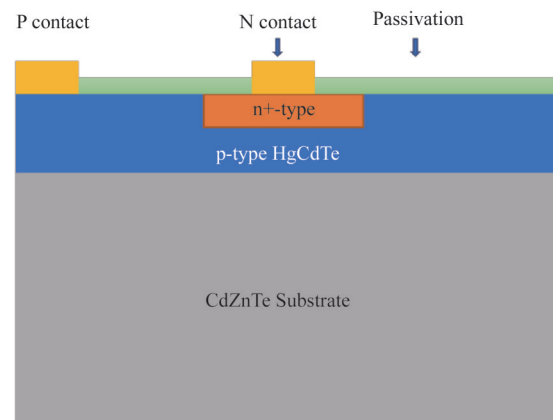 P contact
N contact
Passivation
n+-type
p-type HgCdTe
CdZnTe Substrate